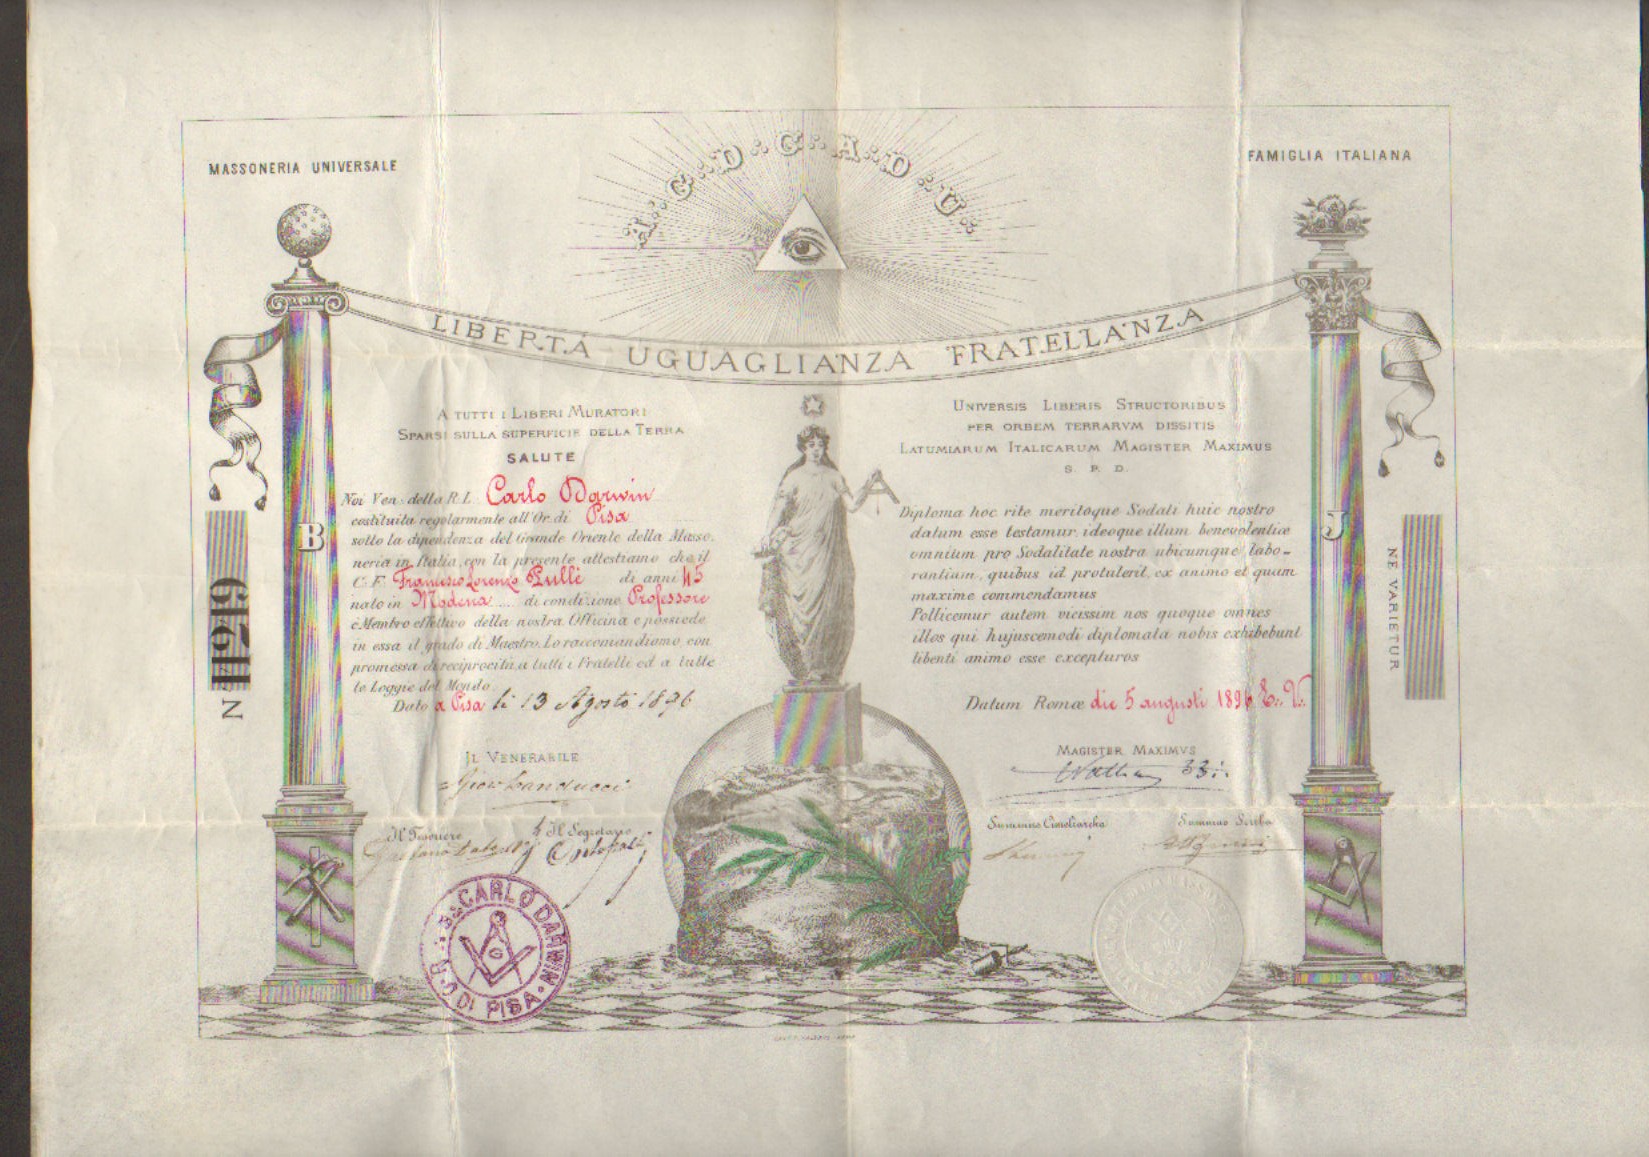 MASSONERIA UNIVERSALE
FAMIGLIA ITALIANA
A∴G∴D∴G∴A∴D∴U∴
LIBERTÁ UGUAGLIANZA FRATELLANZA
A TUTTI I LIBERI MURATORI
SPARSI SULLA SUPERFICIE DELLA TERRA
SALUTE
Noi Ven∴ della R. L. Carlo Darwin
costituita regolarmente all'Or. di Pisa
sotto la dipendenza del Grande Oriente della Masso-
neria in Italia, con la presente attestiamo che il
C. F. Francesco Lorenzo Pullè di anni 45
nato in Modena di condizione Professore
è Membro effettivo della nostra Officina e possiede
in essa il grado di Maestro. Lo raccomandiamo con
promessa di reciprocità a tutti i Fratelli ed a tutte
le Loggie del Mondo.
Dato a Pisa li 13 Agosto 1896
IL VENERABILE
Il Tesoriere
Il Segretario
UNIVERSIS LIBERIS STRUCTORIBUS
PER ORBEM TERRARVM DISSITIS
LATUMIARUM ITALICARUM MAGISTER MAXIMUS
S. P. D.
Diploma hoc rite meritoque Sodali huic nostro
datum esse testamur ideoque illum benevolentiæ
omnium pro Sodalitate nostra ubicumque labo-
rantium, quibus id protulerit, ex animo et quam
maxime commendamus
Pollicemur autem vicissim nos quoque omnes
illos qui hujuscemodi diplomata nobis exhibebunt
libenti animo esse excepturos
Datum Romæ die 5 augusti 1896 E∴ V∴
MAGISTER MAXIMVS
33∴
Summus Cimeliarcha
Summus Scriba
B
J
N
NE VARIETUR
CARLO DARWIN
G
O DI PISA